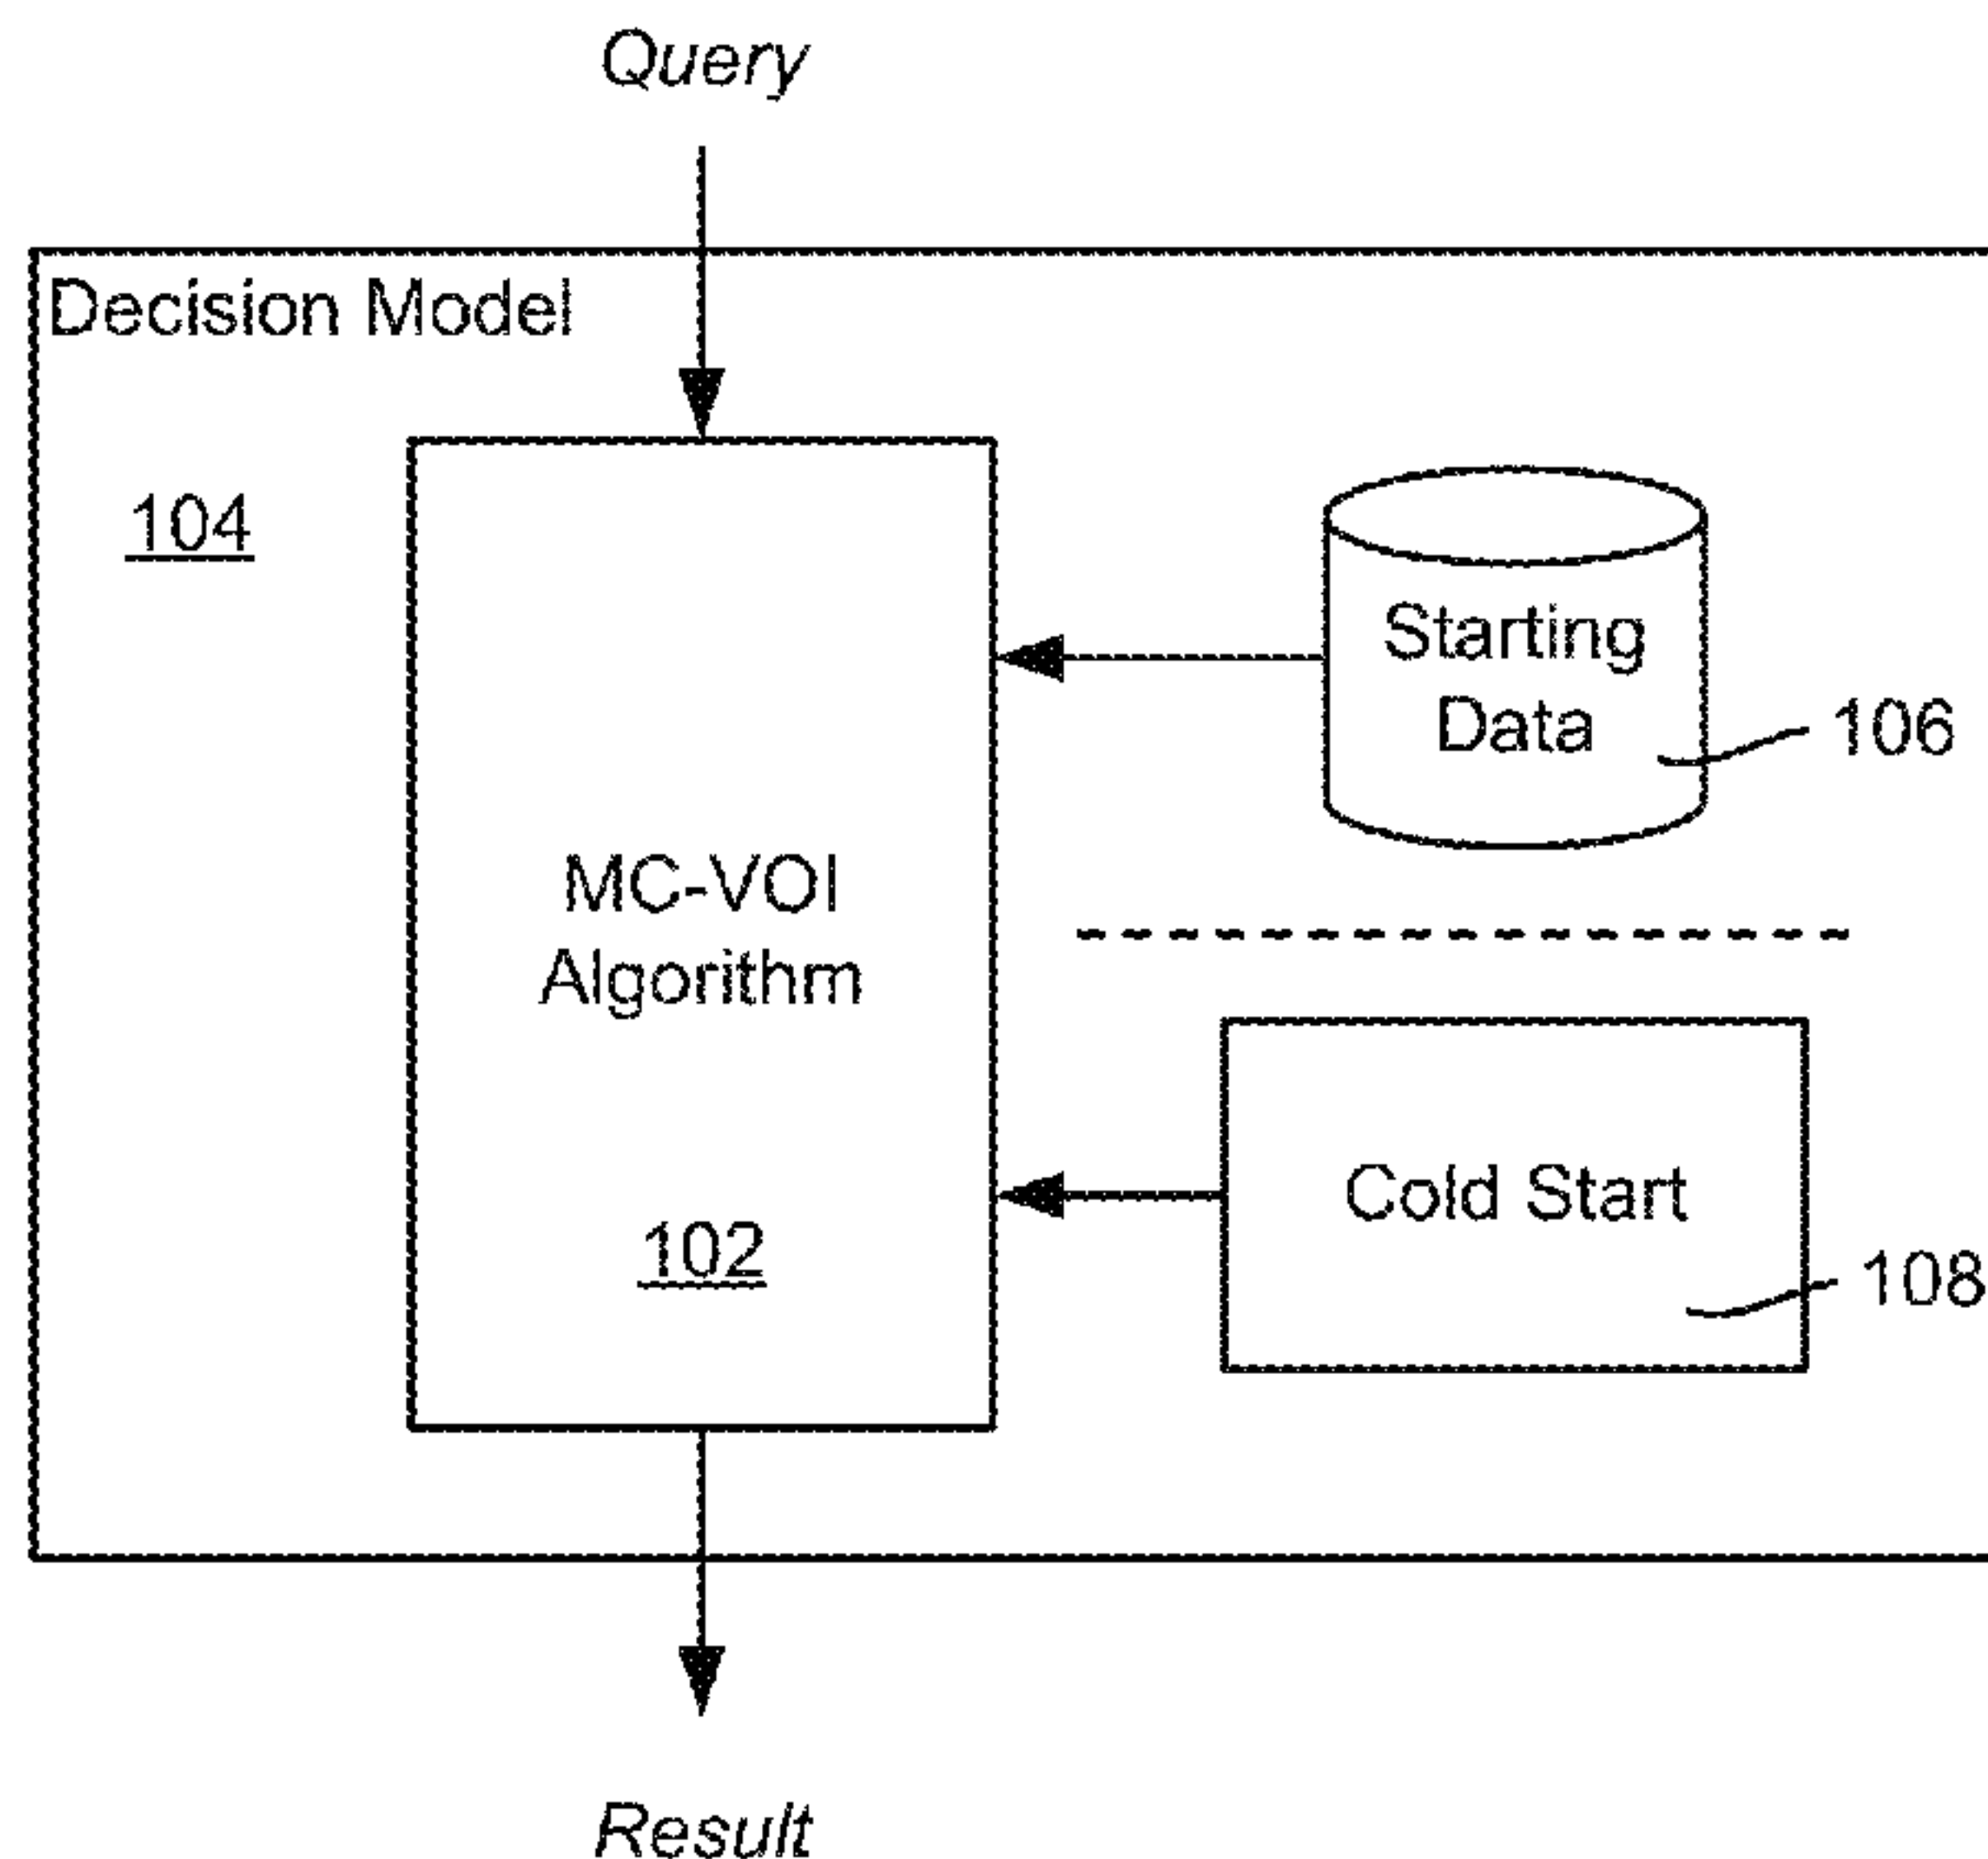 Query
Decision Model
104
Starting
Data
106
MC-VOI
Algorithm
102
Cold Start
108
Result